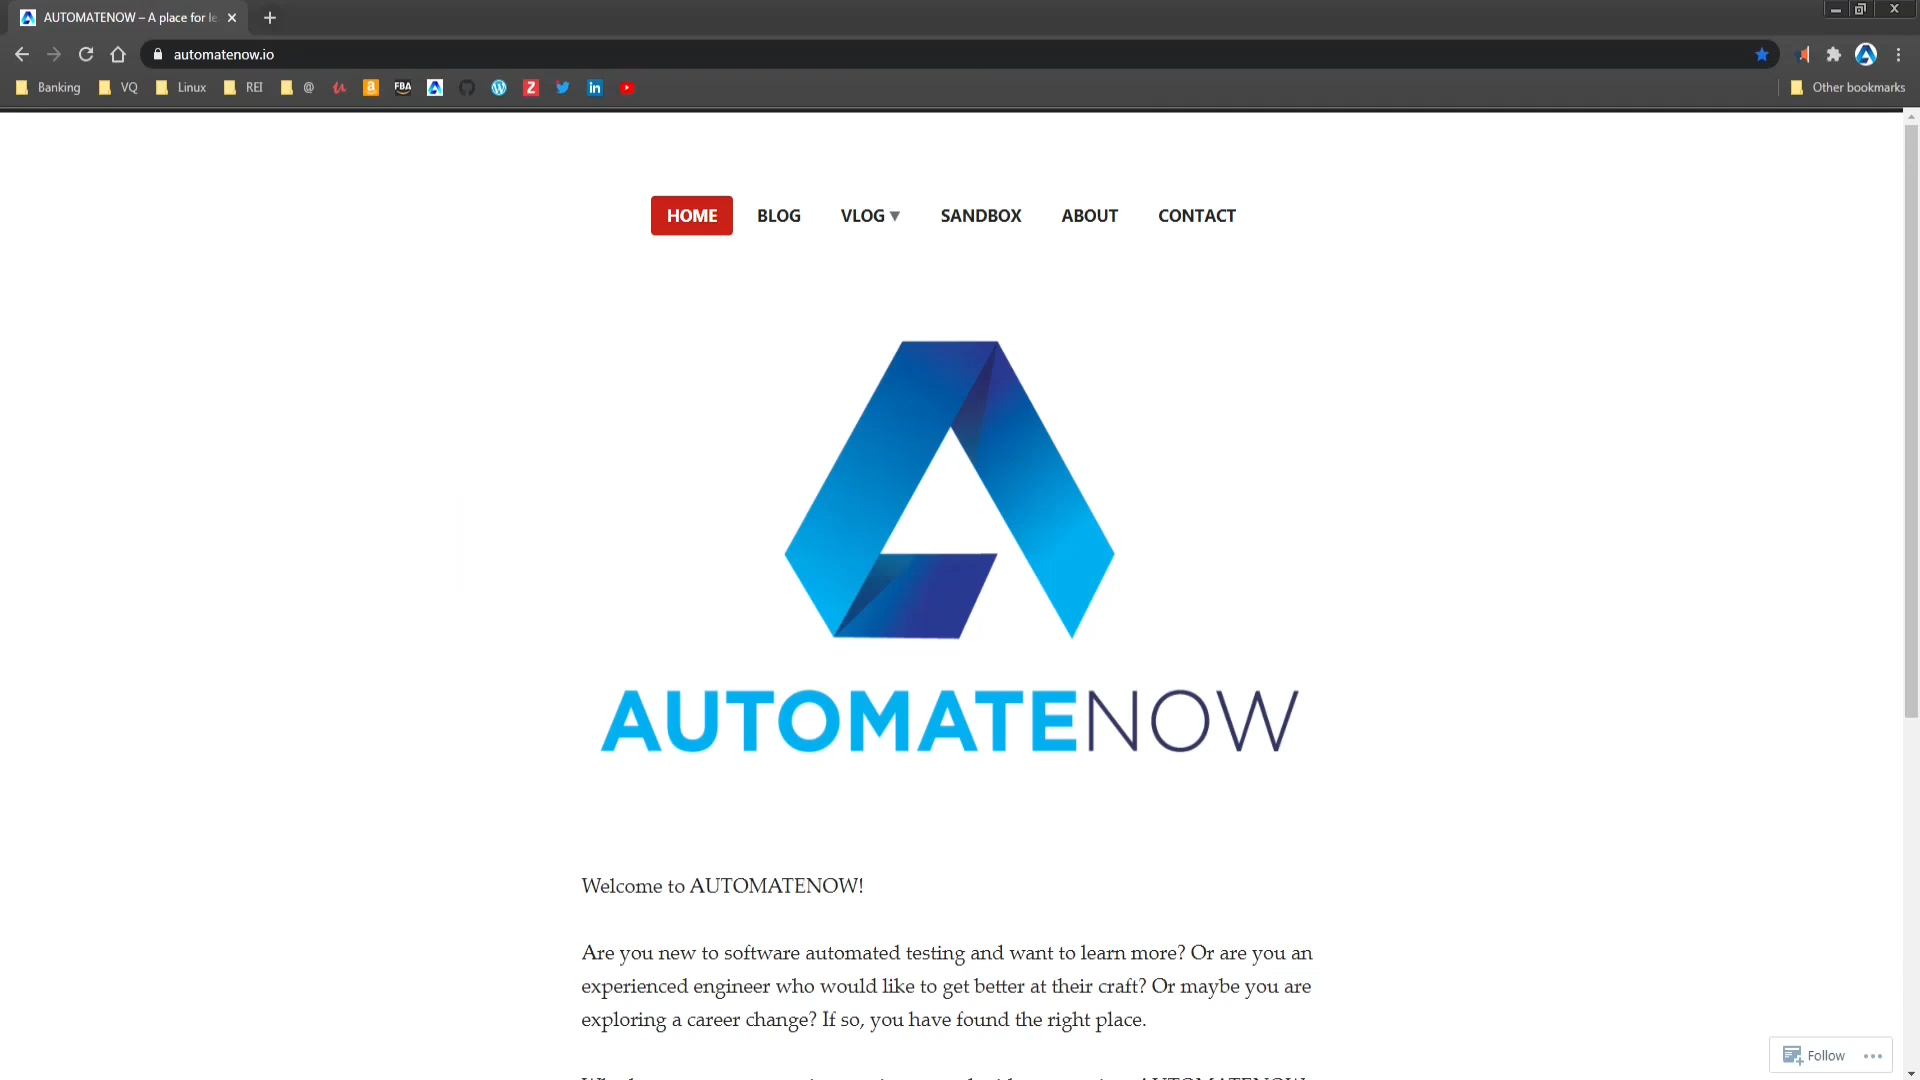 AUTOMATENOW – A place for le
automatenow.io
Banking VQ Linux REI @ FBA Other bookmarks
HOME BLOG VLOG ▾ SANDBOX ABOUT CONTACT
AUTOMATENOW
Welcome to AUTOMATENOW!
Are you new to software automated testing and want to learn more? Or are you an
experienced engineer who would like to get better at their craft? Or maybe you are
exploring a career change? If so, you have found the right place.
Follow